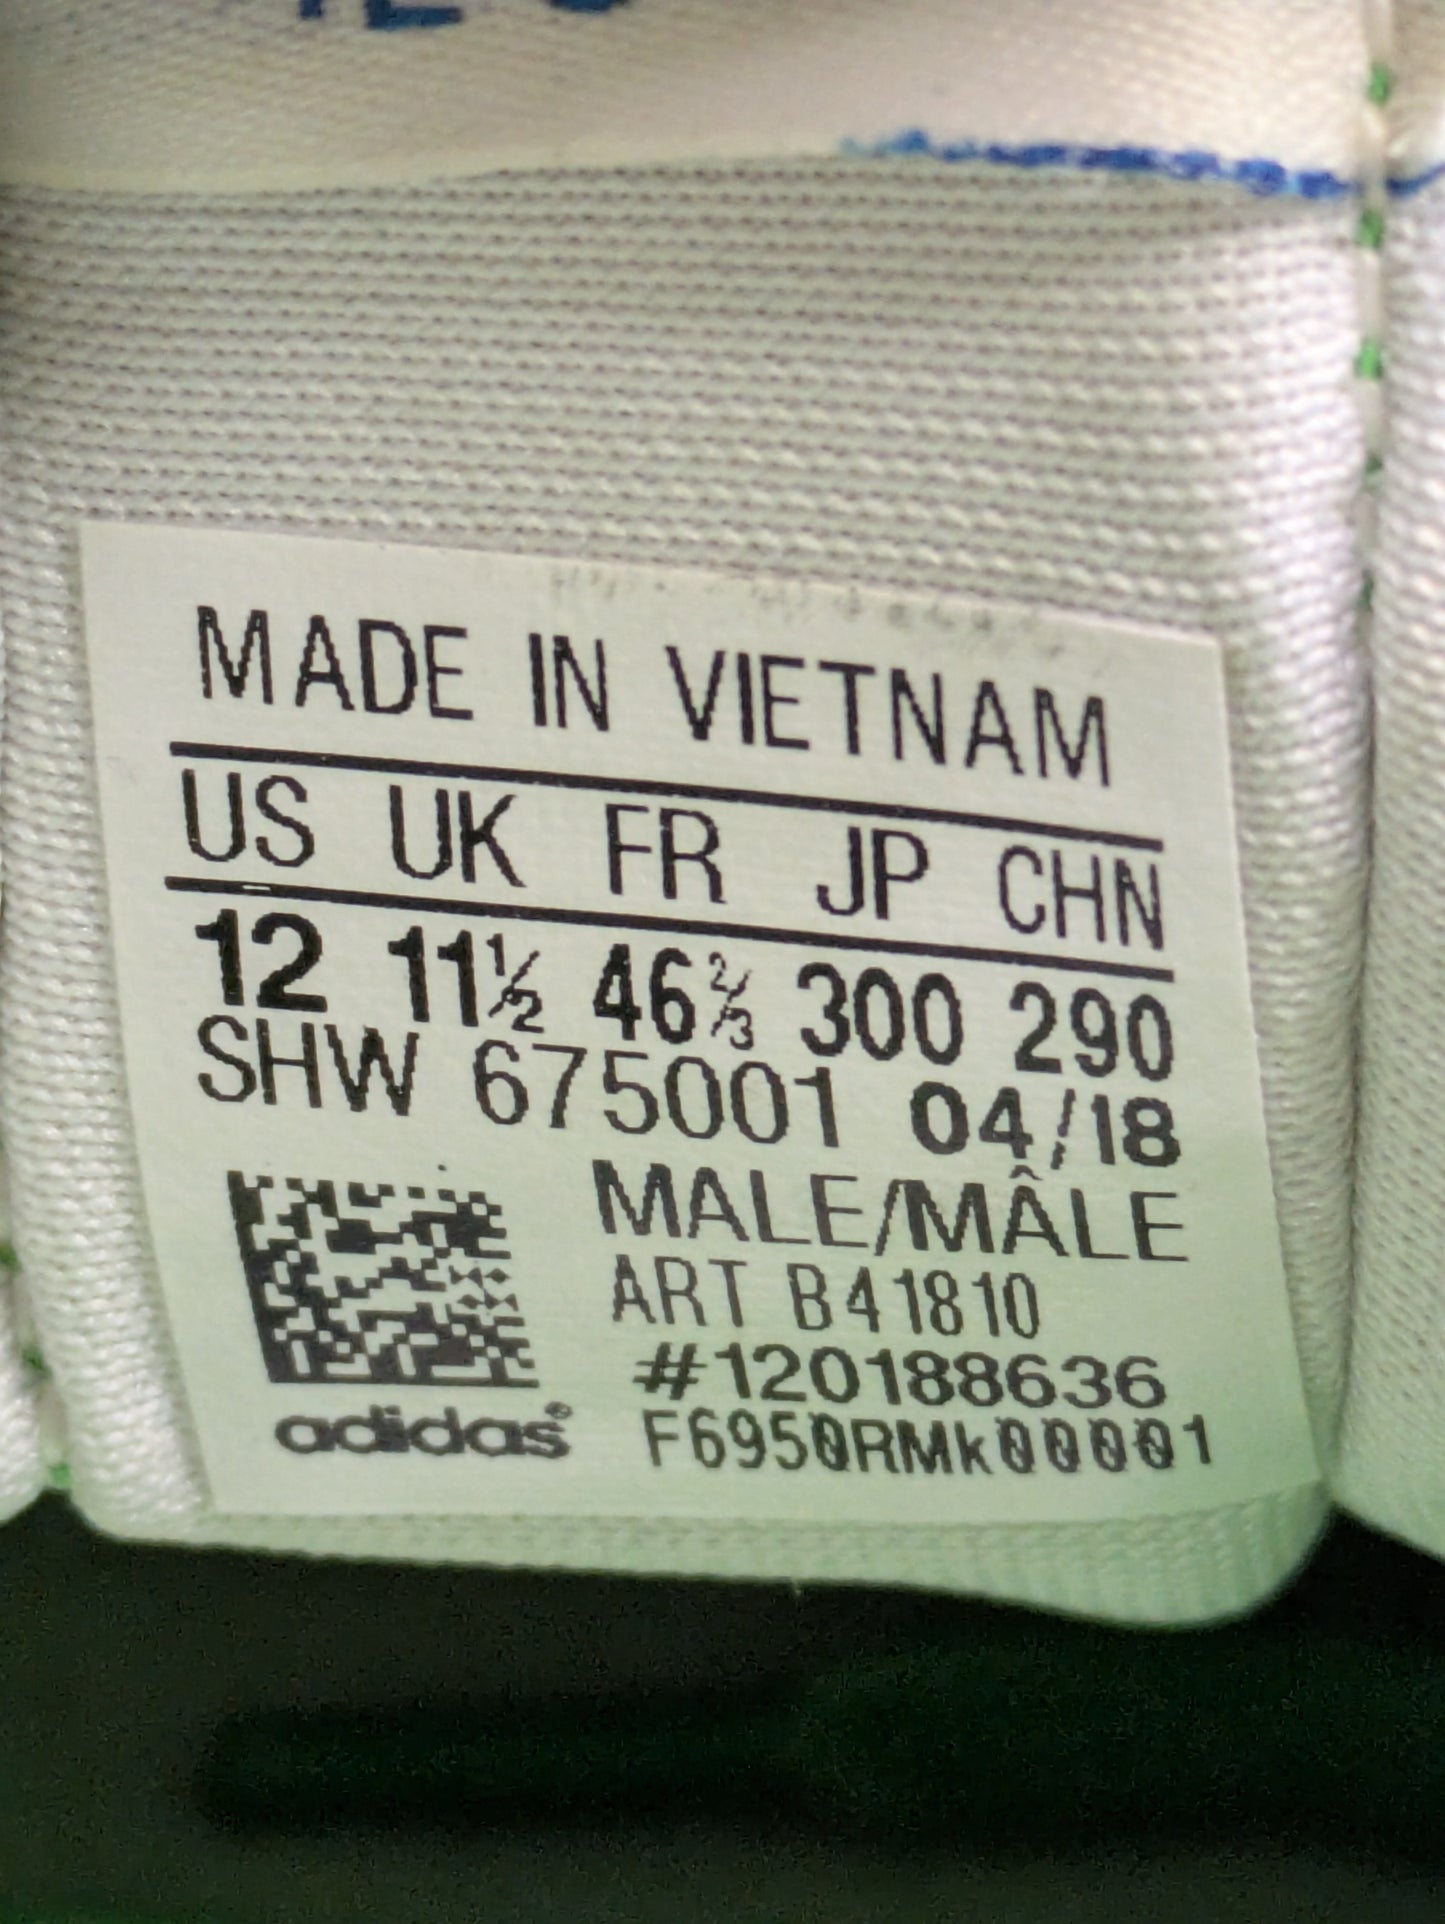 MADE IN VIETNAM
US UK FR JP CHN
12 11½ 46⅔ 300 290
SHW 675001 04/18
MALE/MÂLE
ART B41810
#120188636
adidas® F6950RMk00001